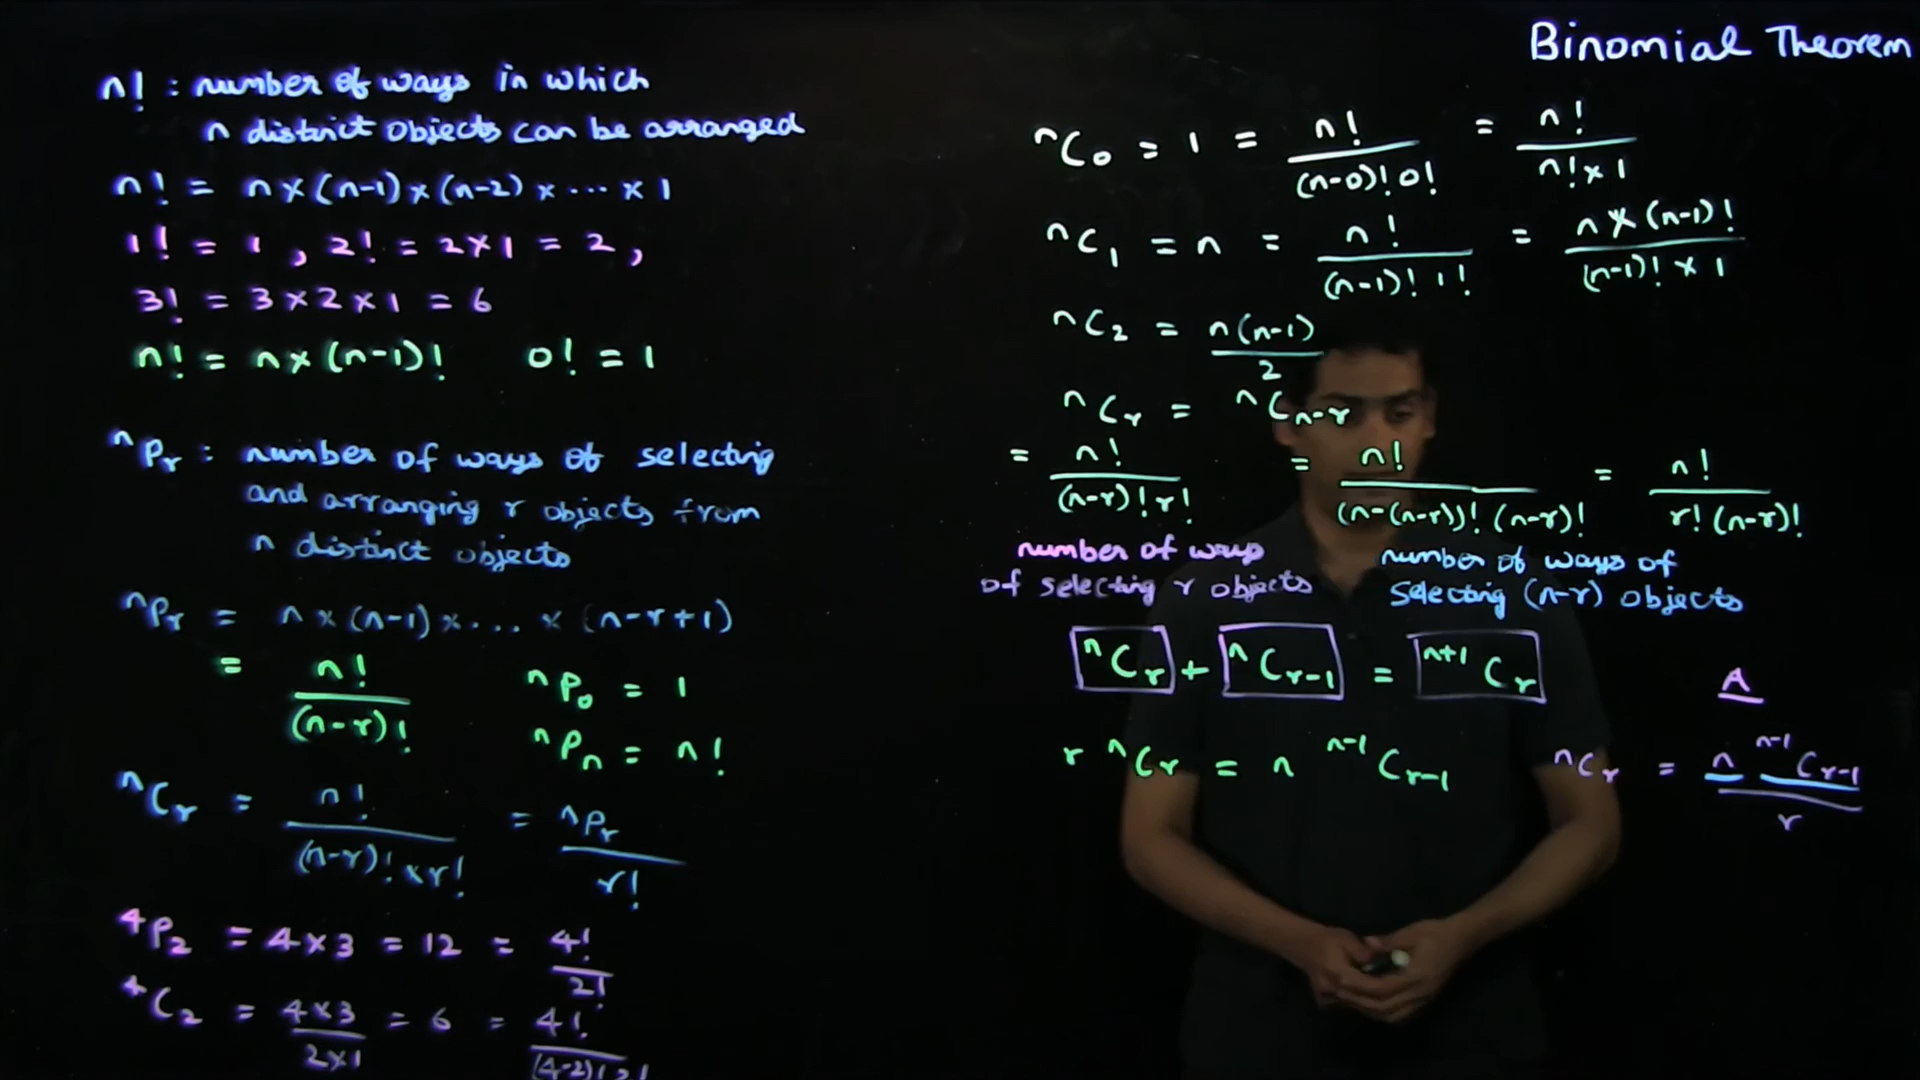 Binomial Theorem
n! : number of ways in which
n distinct objects can be arranged
n! = n × (n-1) × (n-2) × ... × 1
1! = 1 , 2! = 2×1 = 2 ,
3! = 3 × 2 × 1 = 6
n! = n × (n-1)!   0! = 1
ⁿPᵣ : number of ways of selecting
and arranging r objects from
n distinct objects
ⁿPᵣ = n × (n-1) × ... × (n-r+1)
= n! / (n-r)!   ⁿP₀ = 1
ⁿPₙ = n!
ⁿCᵣ = n! / ((n-r)! × r!) = ⁿPᵣ / r!
⁴P₂ = 4×3 = 12 = 4! / 2!
⁴C₂ = (4×3) / (2×1) = 6 = 4! / ((4-2)! 2!)
ⁿC₀ = 1 = n! / ((n-0)! 0!) = n! / (n! × 1)
ⁿC₁ = n = n! / ((n-1)! 1!) = (n × (n-1)!) / ((n-1)! × 1)
ⁿC₂ = n(n-1) / 2
ⁿCᵣ = ⁿCₙ₋ᵣ
= n! / ((n-r)! r!)   = n! / ((n-(n-r))! (n-r)!) = n! / (r! (n-r)!)
number of ways
of selecting r objects
number of ways of
selecting (n-r) objects
ⁿCᵣ + ⁿCᵣ₋₁ = ⁿ⁺¹Cᵣ
A
r ⁿCᵣ = n ⁿ⁻¹Cᵣ₋₁   ⁿCᵣ = n ⁿ⁻¹Cᵣ₋₁ / r